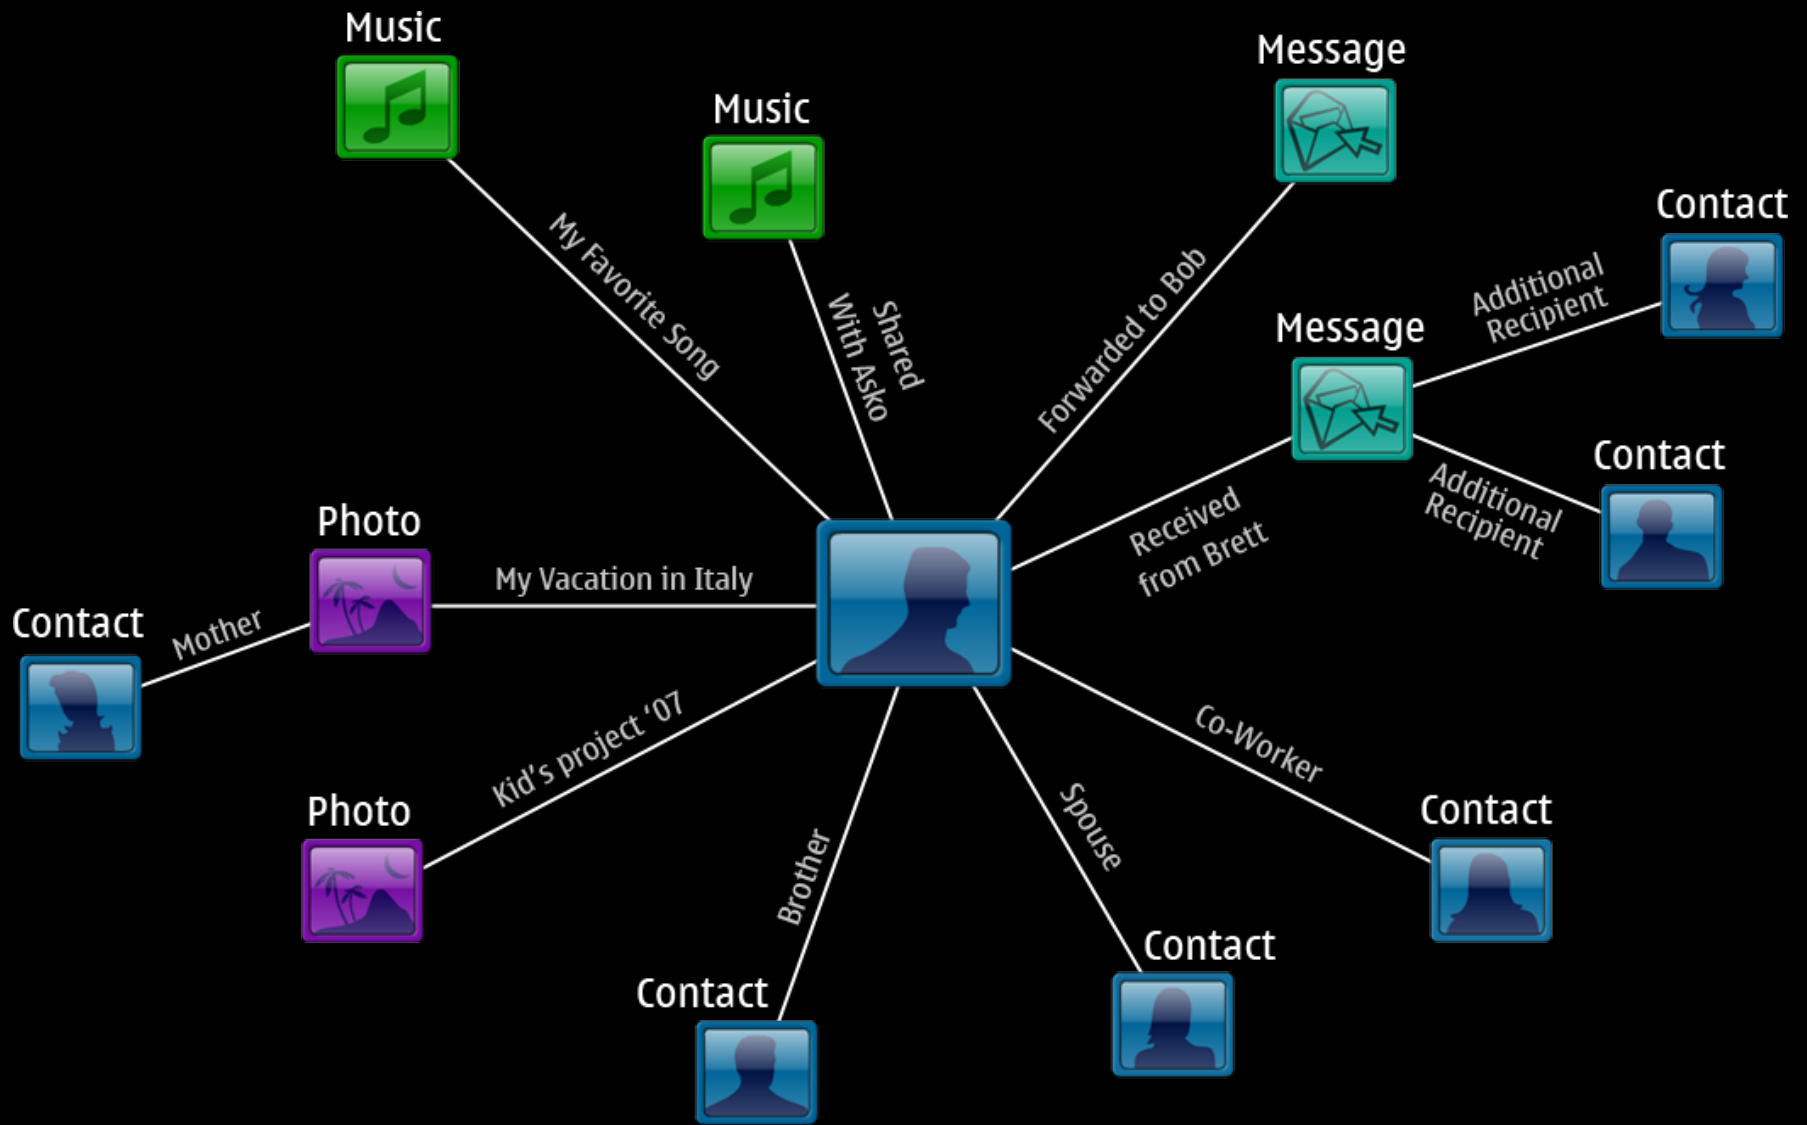 Music
Music
Message
Contact
My Favorite Song
Shared
With Asko
Forwarded to Bob
Additional
Recipient
Message
Contact
Additional
Recipient
Received
from Brett
Photo
My Vacation in Italy
Contact
Mother
Kid's project ‘07
Co-Worker
Photo
Spouse
Contact
Brother
Contact
Contact